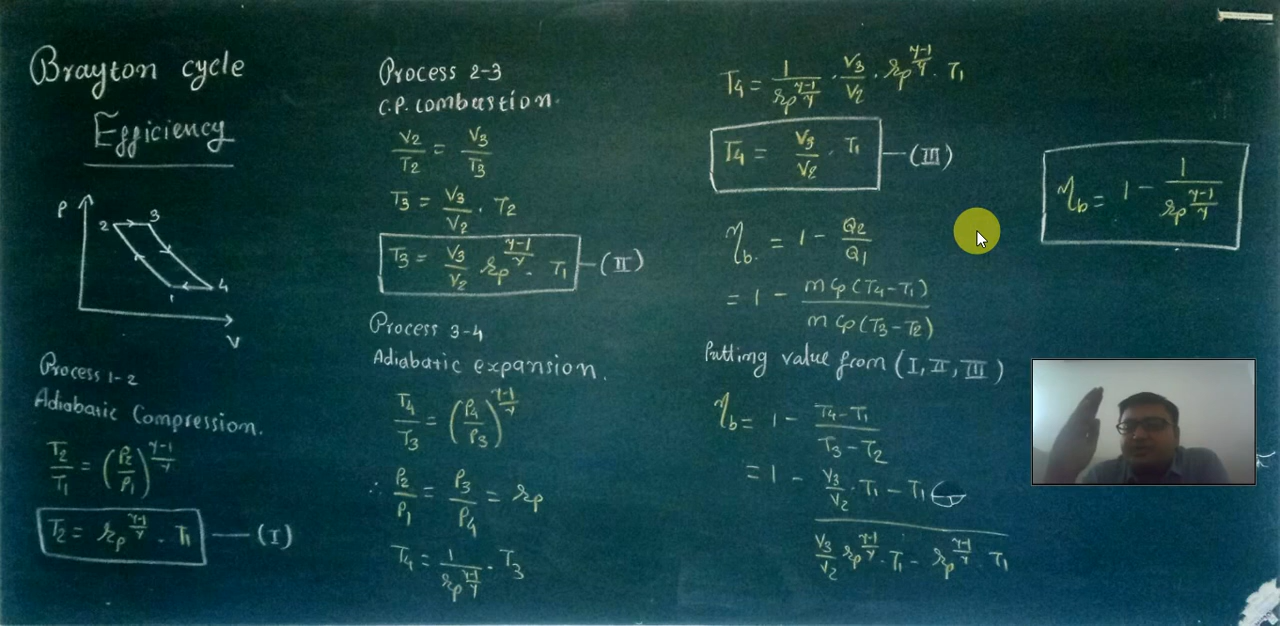 Brayton cycle
Efficiency
P
2
3
1
4
V
Process 1-2
Adiabatic Compression.
T₂/T₁ = (P₂/P₁)^((γ-1)/γ)
T₂ = rₚ^((γ-1)/γ) · T₁ — (I)
Process 2-3
C.P. combustion.
V₂/T₂ = V₃/T₃
T₃ = V₃/V₂ · T₂
T₃ = V₃/V₂ rₚ^((γ-1)/γ) · T₁ — (II)
Process 3-4
Adiabatic expansion.
T₄/T₃ = (P₄/P₃)^((γ-1)/γ)
∴ P₂/P₁ = P₃/P₄ = rₚ
T₄ = 1/rₚ^((γ-1)/γ) · T₃
T₄ = 1/rₚ^((γ-1)/γ) · V₃/V₂ · rₚ^((γ-1)/γ) · T₁
T₄ = V₃/V₂ · T₁ — (III)
η_b. = 1 - Q₂/Q₁
= 1 - mCp(T₄-T₁)/mCp(T₃-T₂)
Putting value from (I, II, III)
η_b = 1 - (T₄-T₁)/(T₃-T₂)
= 1 - (V₃/V₂ · T₁ - T₁)/(V₃/V₂ rₚ^((γ-1)/γ) · T₁ - rₚ^((γ-1)/γ) · T₁)
η_b = 1 - 1/rₚ^((γ-1)/γ)